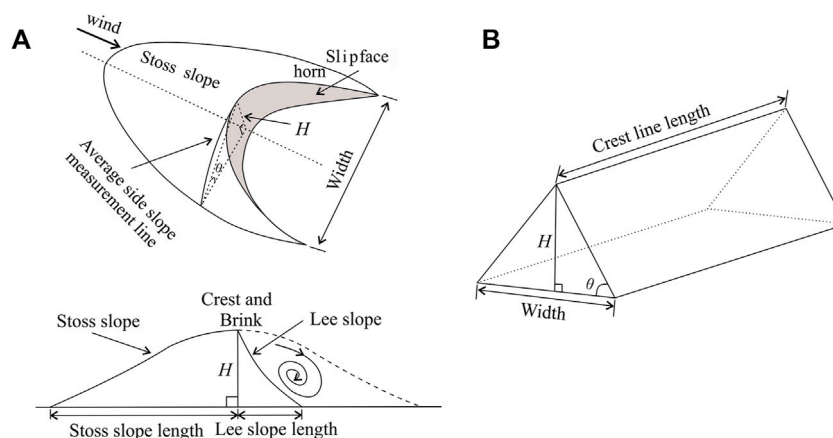 A
wind
Stoss slope
horn
Slipface
H
θ
Average side slope
measurement line
Width
Stoss slope
Crest and
Brink
Lee slope
H
Stoss slope length
Lee slope length
B
Crest line length
H
θ
Width